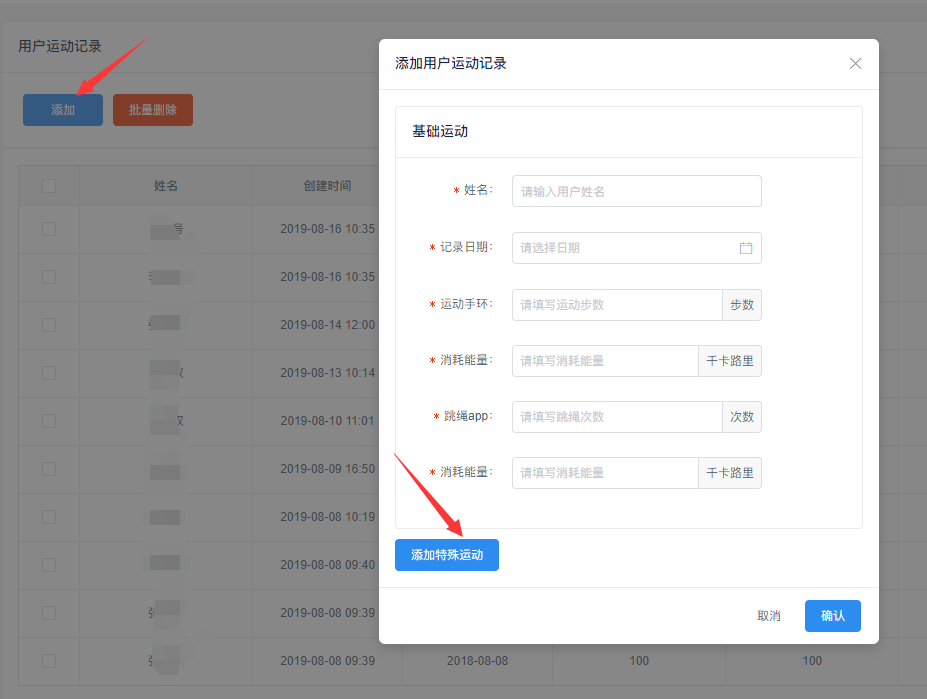 用户运动记录
添加
批量删除
姓名
创建时间
号
2019-08-16 10:35
2019-08-16 10:35
2019-08-14 12:00
2019-08-13 10:14
2019-08-10 11:01
2019-08-09 16:50
2019-08-08 10:19
2019-08-08 09:40
2019-08-08 09:39
2019-08-08 09:39
2018-08-08
100
100
添加用户运动记录
基础运动
* 姓名:
请输入用户姓名
* 记录日期:
请选择日期
* 运动手环:
请填写运动步数
步数
* 消耗能量:
请填写消耗能量
千卡路里
* 跳绳app:
请填写跳绳次数
次数
* 消耗能量:
请填写消耗能量
千卡路里
添加特殊运动
取消
确认